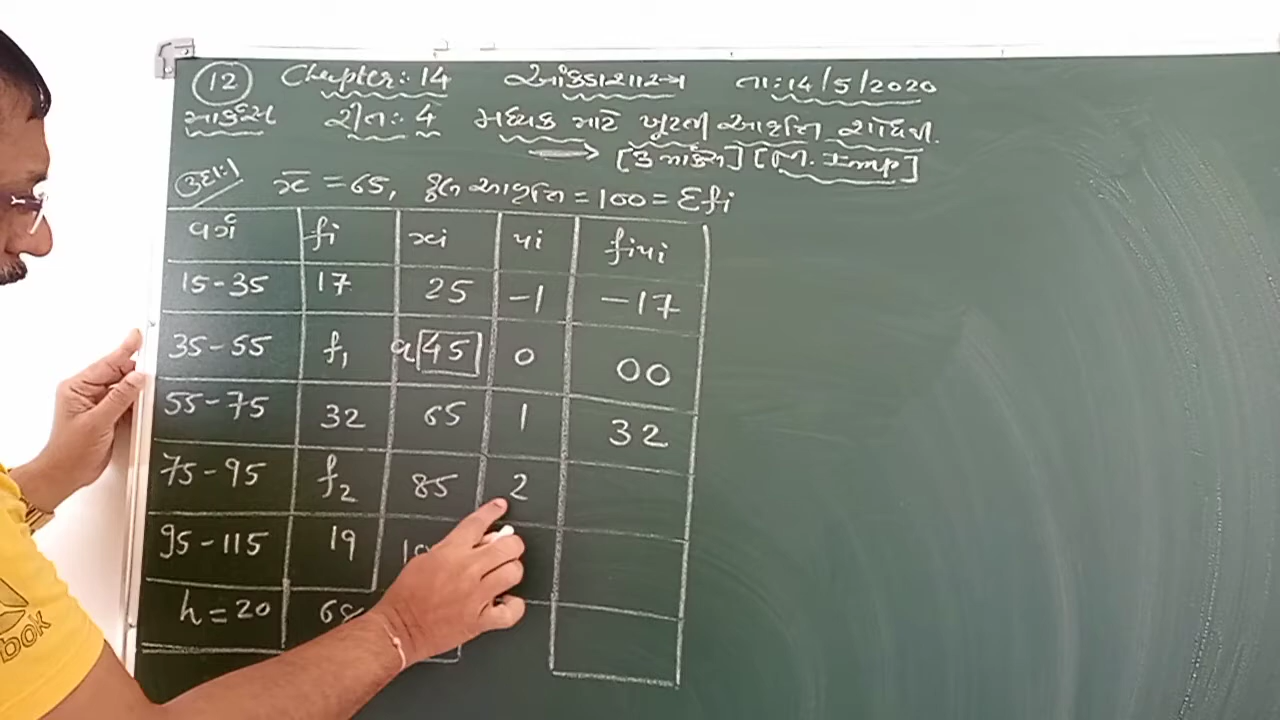 12 Chapter:- 14 આંકડાશાસ્ત્ર તા:14/5/2020
રીત: 4 મધ્યક માટે ખૂટતી આવૃત્તિ શોધવી.
[3 માર્ક્સ] [M. Imp]
ઉદા:1 x̄ = 65, કુલ આવૃત્તિ = 100 = Σfi
વર્ગ fi xi ui fiui
15-35 17 25 -1 -17
35-55 f₁ a 45 0 00
55-75 32 65 1 32
75-95 f₂ 85 2
95-115 19
h = 20
bok